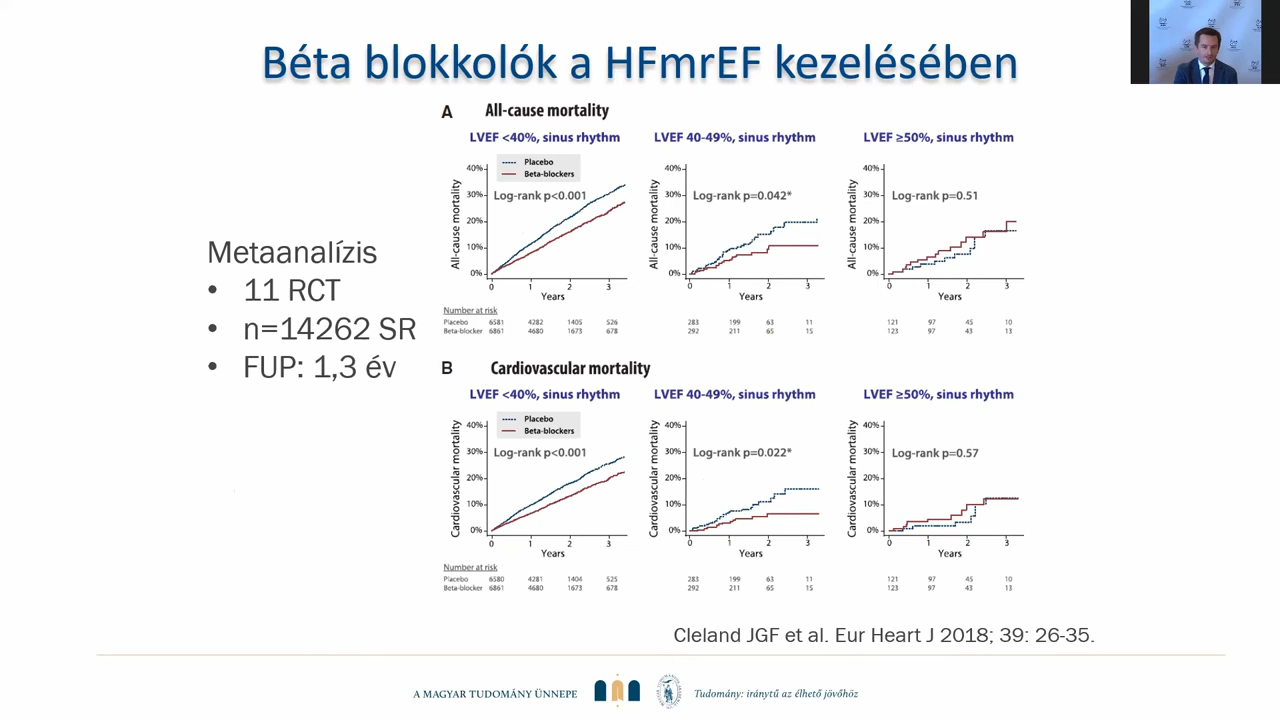 Béta blokkolók a HFmrEF kezelésében
Metaanalízis
• 11 RCT
• n=14262 SR
• FUP: 1,3 év
A All-cause mortality
LVEF <40%, sinus rhythm
LVEF 40-49%, sinus rhythm
LVEF ≥50%, sinus rhythm
All-cause mortality
40%
30%
20%
10%
0%
Placebo
Beta-blockers
Log-rank p<0.001
0 1 2 3
Years
All-cause mortality
40%
30%
20%
10%
0%
Log-rank p=0.042*
0 1 2 3
Years
All-cause mortality
40%
30%
20%
10%
0%
Log-rank p=0.51
0 1 2 3
Years
Number at risk
Placebo 6581 4282 1405 526 283 199 63 11 121 97 45 10
Beta-blocker 6861 4680 1673 678 292 211 65 15 123 97 43 13
B Cardiovascular mortality
LVEF <40%, sinus rhythm
LVEF 40-49%, sinus rhythm
LVEF ≥50%, sinus rhythm
Cardiovascular mortality
40%
30%
20%
10%
0%
Placebo
Beta-blockers
Log-rank p<0.001
0 1 2 3
Years
Cardiovascular mortality
40%
30%
20%
10%
0%
Log-rank p=0.022*
0 1 2 3
Years
Cardiovascular mortality
40%
30%
20%
10%
0%
Log-rank p=0.57
0 1 2 3
Years
Number at risk
Placebo 6580 4281 1404 525 283 199 63 11 121 97 45 10
Beta-blocker 6861 4680 1673 678 292 211 65 15 123 97 43 13
Cleland JGF et al. Eur Heart J 2018; 39: 26-35.
A MAGYAR TUDOMÁNY ÜNNEPE
Tudomány: iránytű az élhető jövőhöz